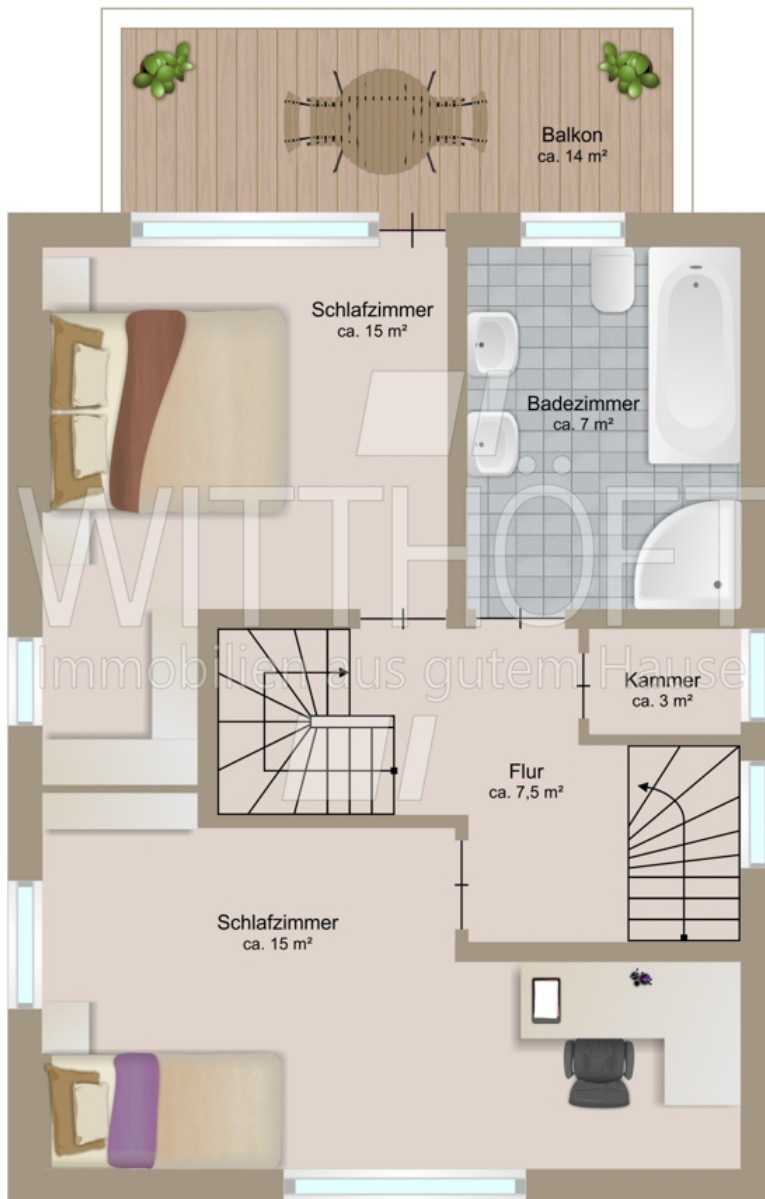 Balkon
ca. 14 m²
Schlafzimmer
ca. 15 m²
Badezimmer
ca. 7 m²
WITTHÖFT
Immobilien aus gutem Hause
Kammer
ca. 3 m²
Flur
ca. 7,5 m²
Schlafzimmer
ca. 15 m²